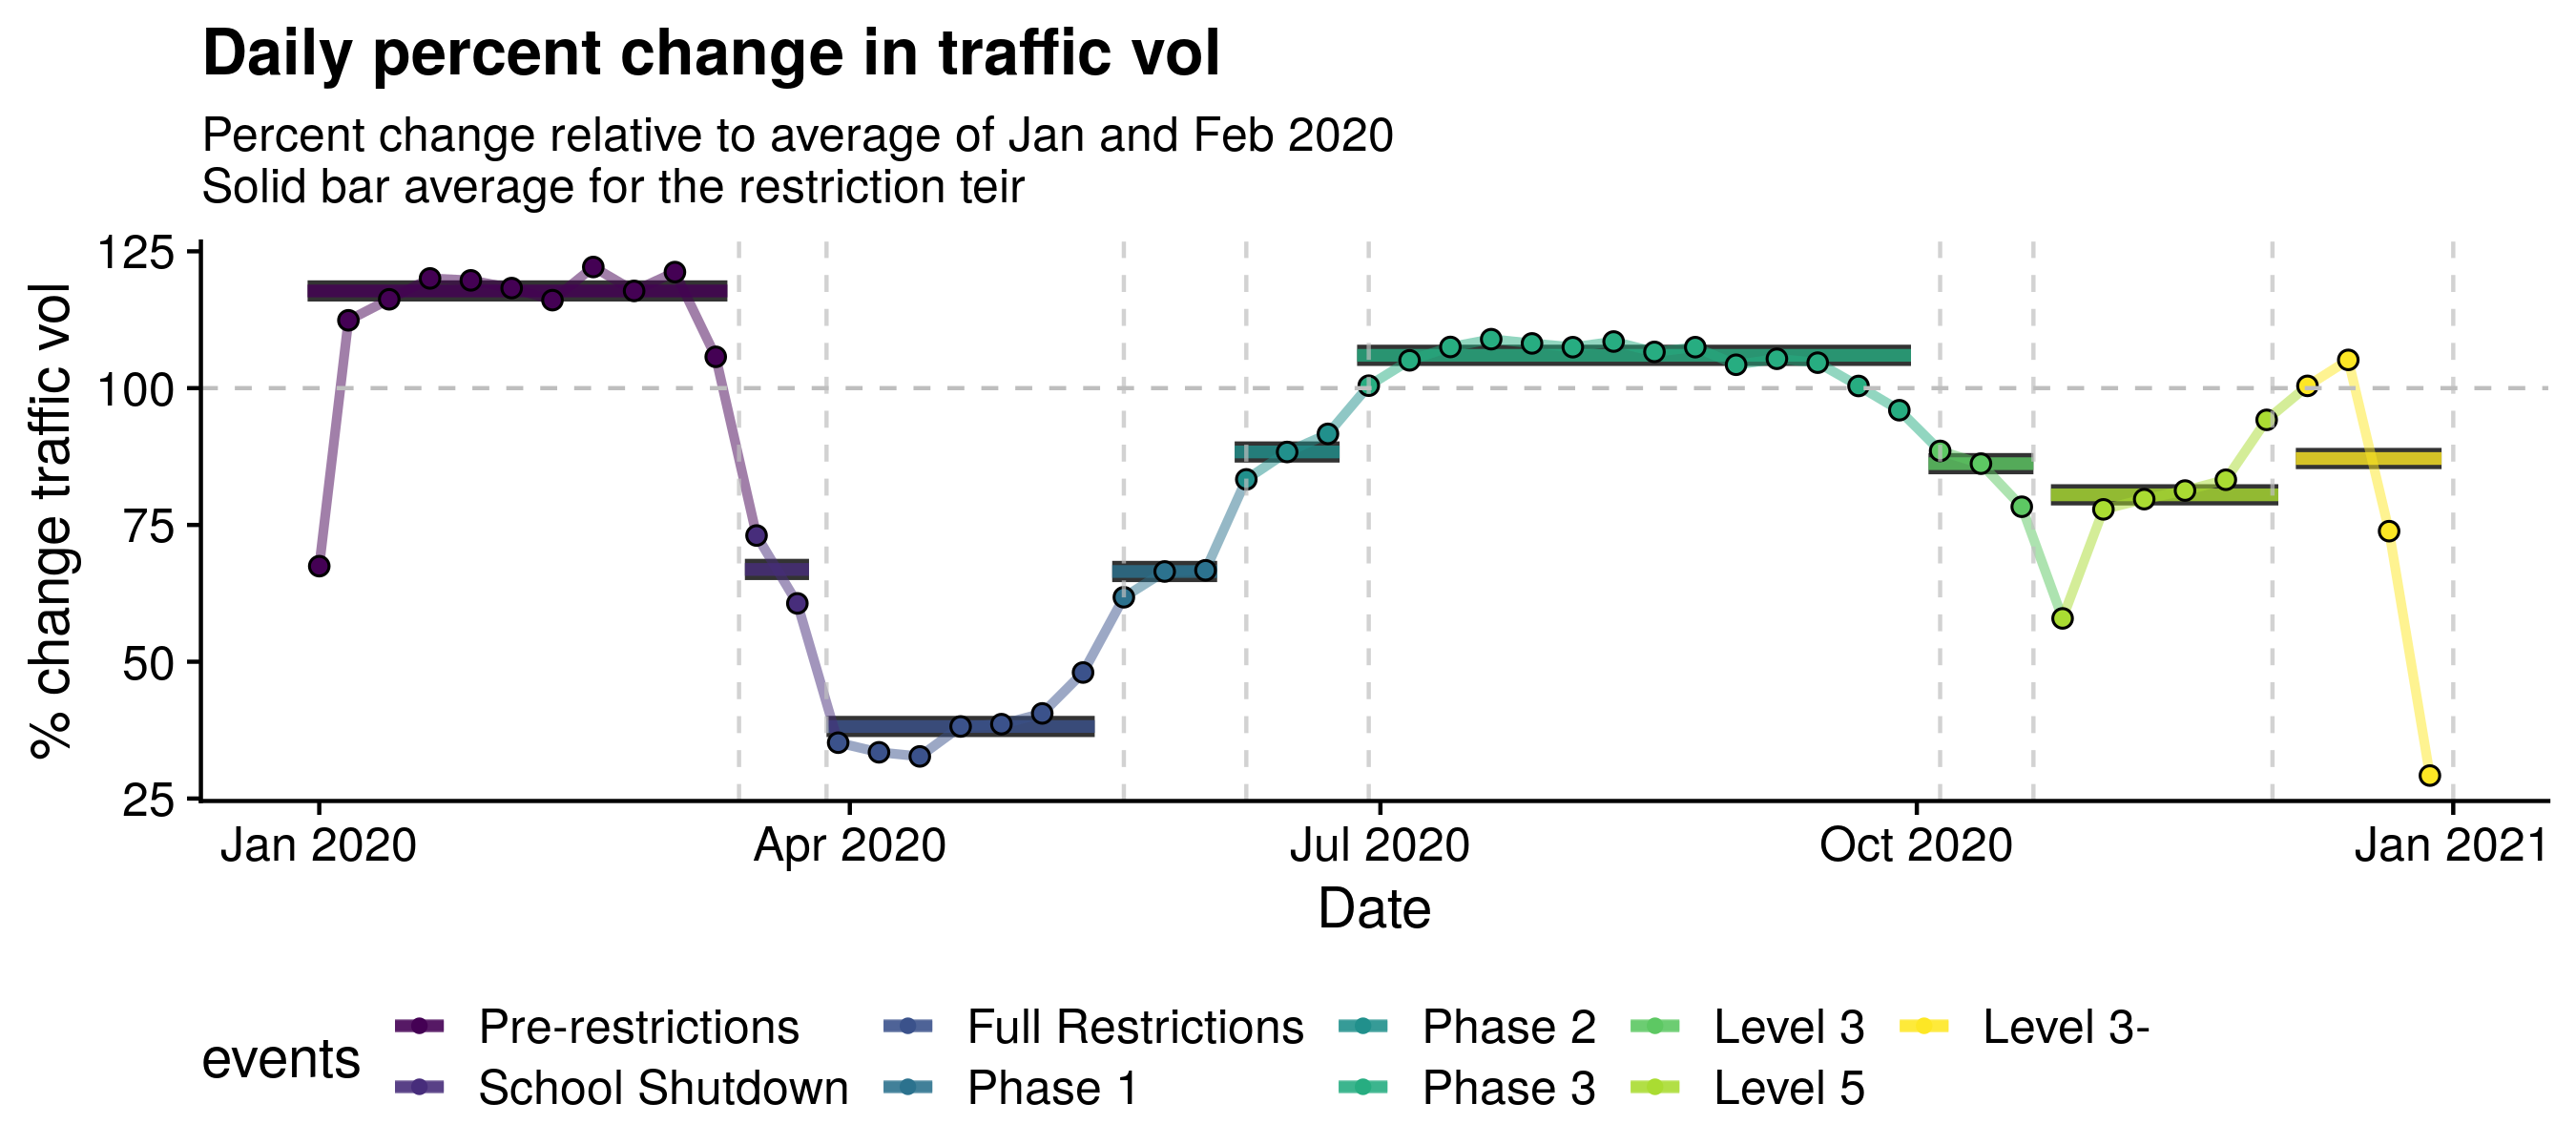 Daily percent change in traffic vol
Percent change relative to average of Jan and Feb 2020
Solid bar average for the restriction teir
% change traffic vol
125
100
75
50
25
Jan 2020 Apr 2020 Jul 2020 Oct 2020 Jan 2021
Date
events
Pre-restrictions Full Restrictions Phase 2 Level 3 Level 3-
School Shutdown Phase 1 Phase 3 Level 5